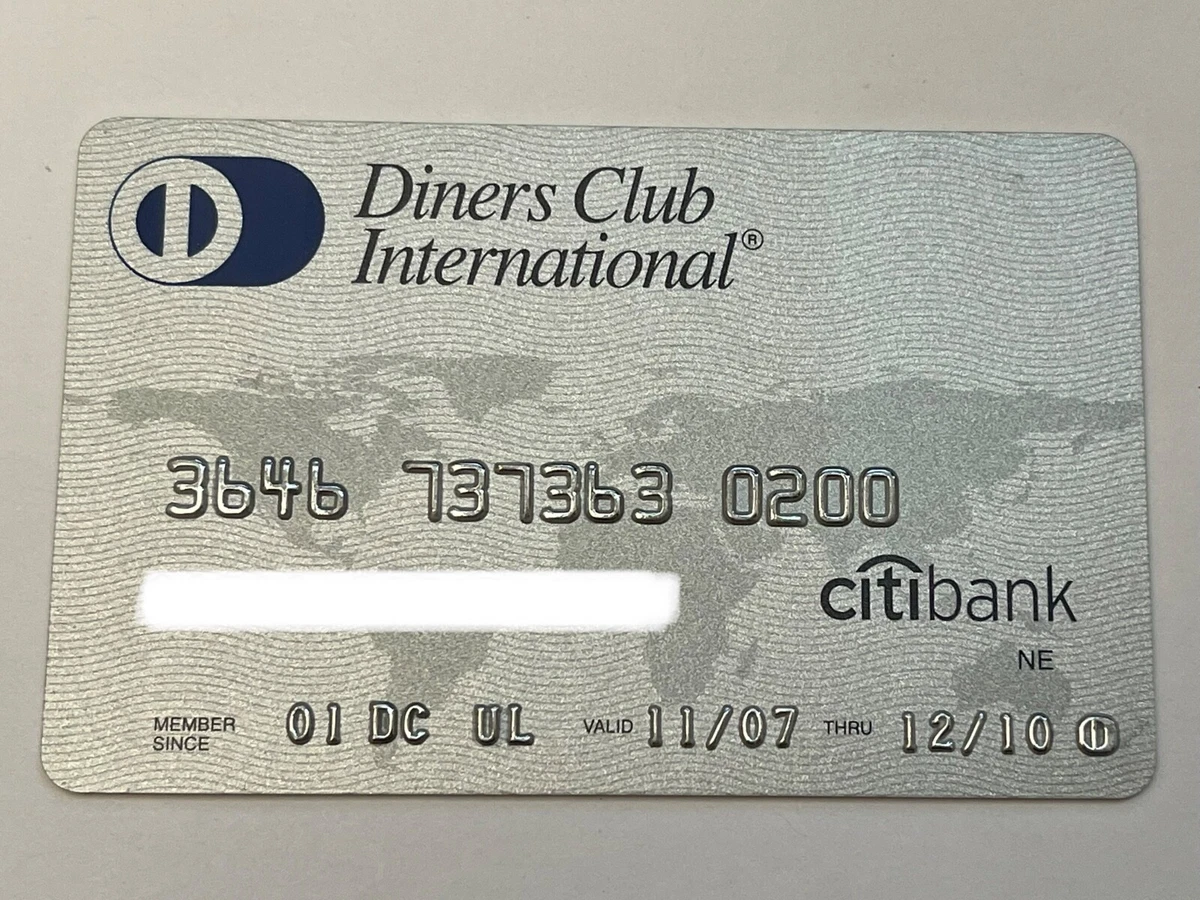 Diners Club
International®
3646 737363 0200
citibank
NE
MEMBER SINCE 01 DC UL VALID 11/07 THRU 12/10